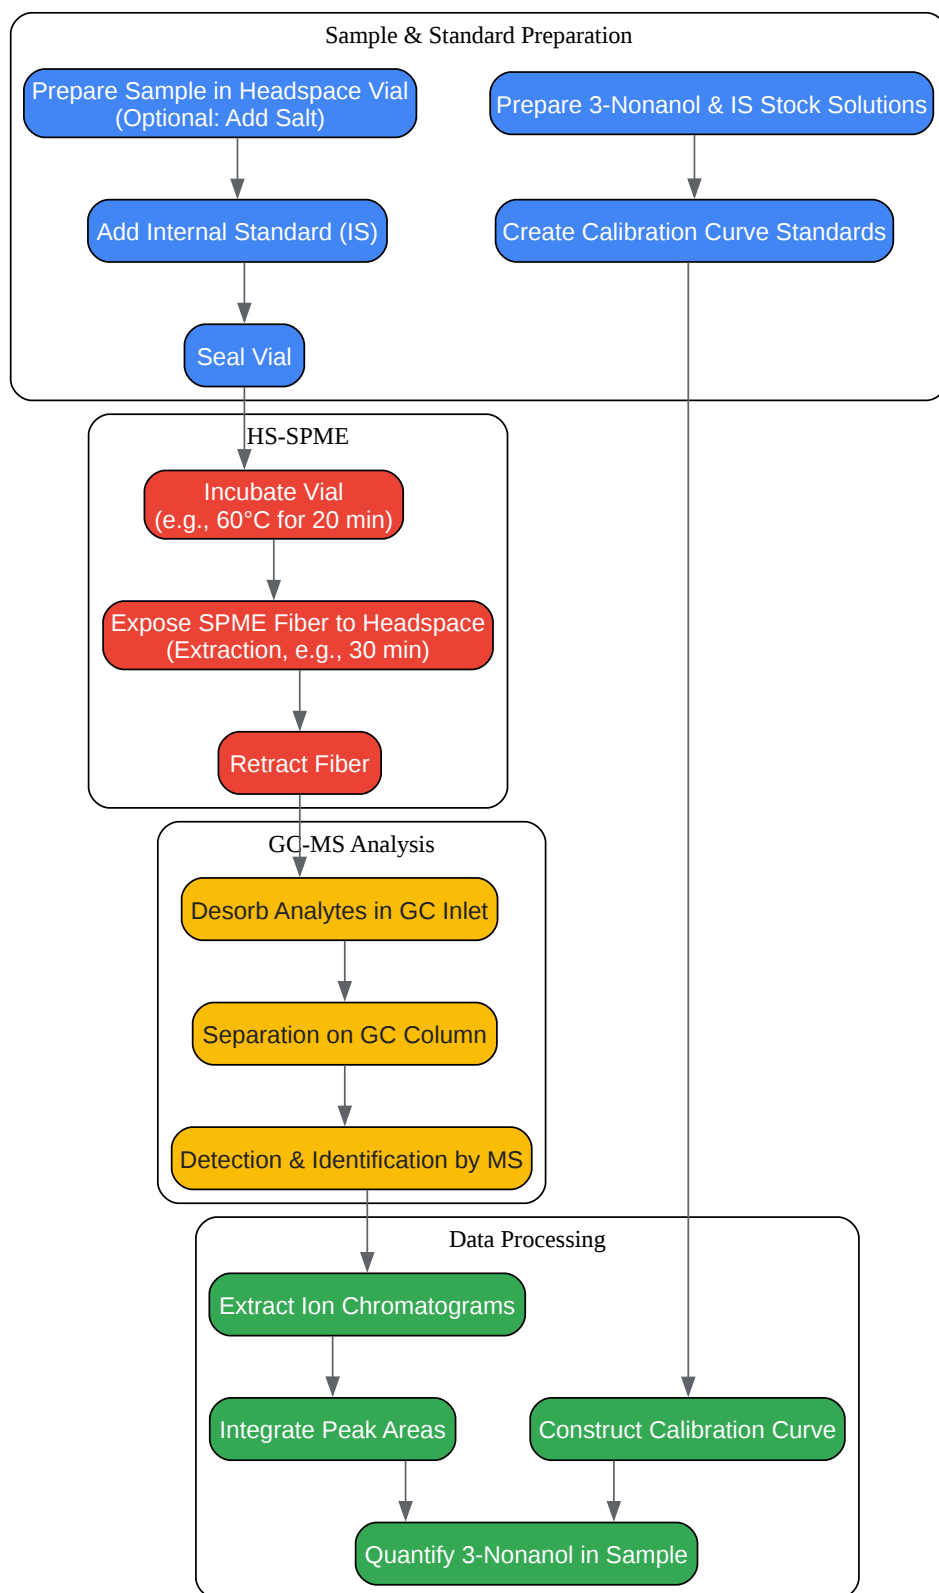 Sample & Standard Preparation
Prepare Sample in Headspace Vial
(Optional: Add Salt)
Prepare 3-Nonanol & IS Stock Solutions
Add Internal Standard (IS)
Create Calibration Curve Standards
Seal Vial
HS-SPME
Incubate Vial
(e.g., 60°C for 20 min)
Expose SPME Fiber to Headspace
(Extraction, e.g., 30 min)
Retract Fiber
GC-MS Analysis
Desorb Analytes in GC Inlet
Separation on GC Column
Detection & Identification by MS
Data Processing
Extract Ion Chromatograms
Integrate Peak Areas
Construct Calibration Curve
Quantify 3-Nonanol in Sample